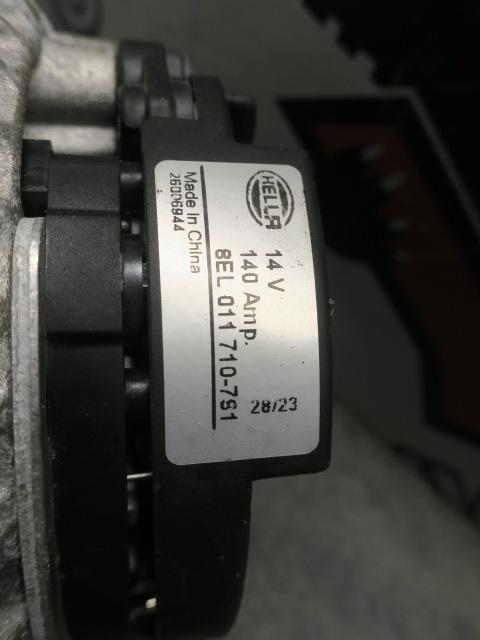 HELLA
14 V
140 Amp.
8EL 011 710-7S1
28/23
Made In China
26006944